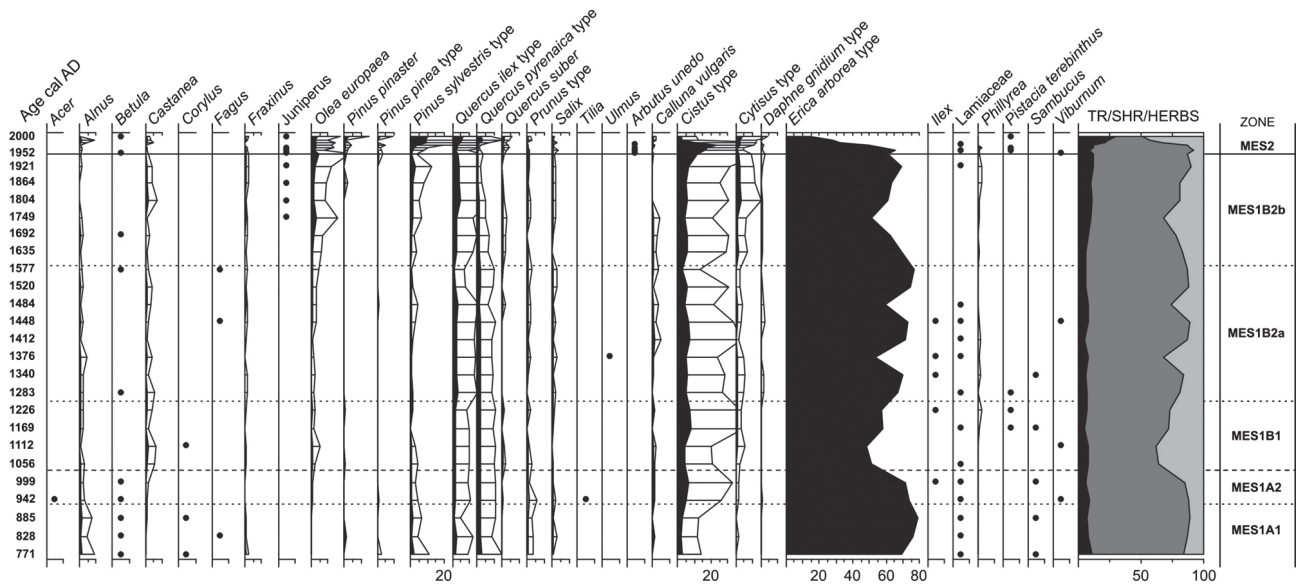 Age cal AD
Acer
Alnus
Betula
Castanea
Corylus
Fagus
Fraxinus
Juniperus
Olea europaea
Pinus pinaster
Pinus pinea type
Pinus sylvestris type
Quercus ilex type
Quercus pyrenaica type
Quercus suber
Prunus type
Salix
Tilia
Ulmus
Arbutus unedo
Calluna vulgaris
Cistus type
Cytisus type
Daphne gnidium type
Erica arborea type
Ilex
Lamiaceae
Phillyrea
Pistacia terebinthus
Sambucus
Viburnum
TR/SHR/HERBS
ZONE
2000
1952
1921
1864
1804
1749
1692
1635
1577
1520
1484
1448
1412
1376
1340
1283
1226
1169
1112
1056
999
942
885
828
771
MES2
MES1B2b
MES1B2a
MES1B1
MES1A2
MES1A1
20
20
20 40 60 80
50 100